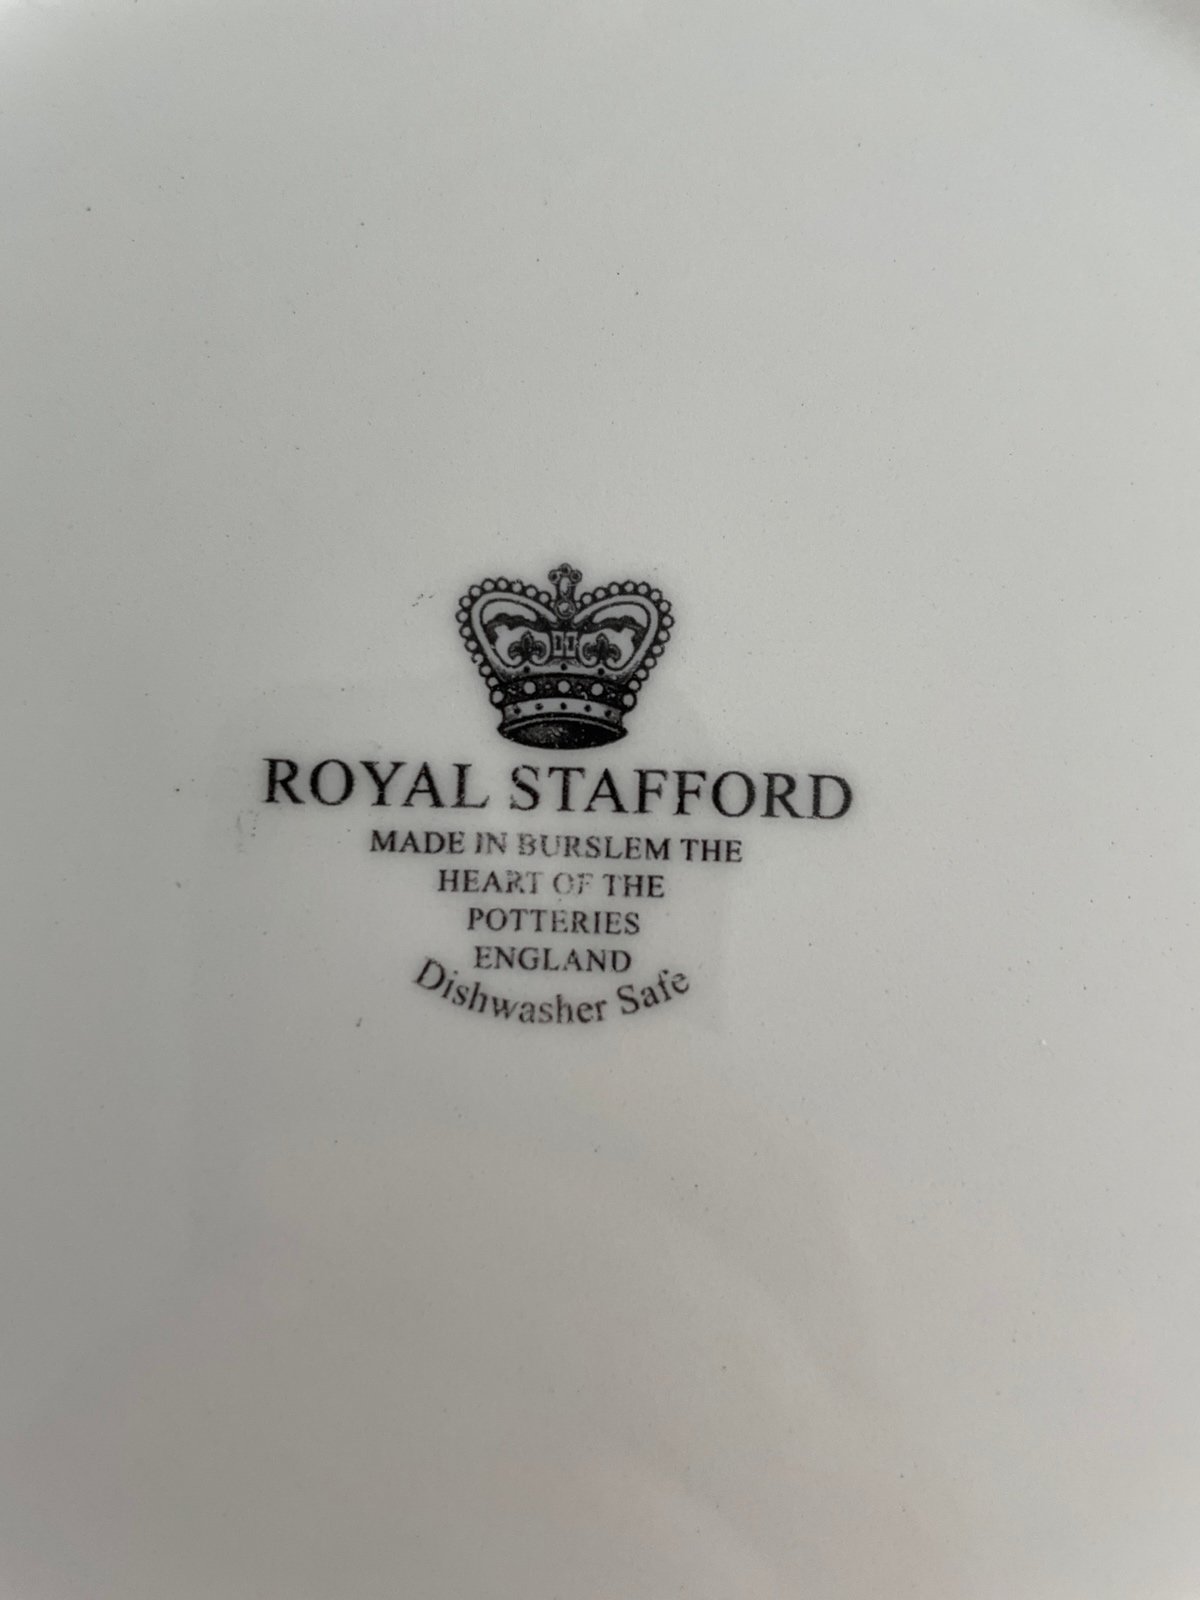 ROYAL STAFFORD
MADE IN BURSLEM THE
HEART OF THE
POTTERIES
ENGLAND
Dishwasher Safe